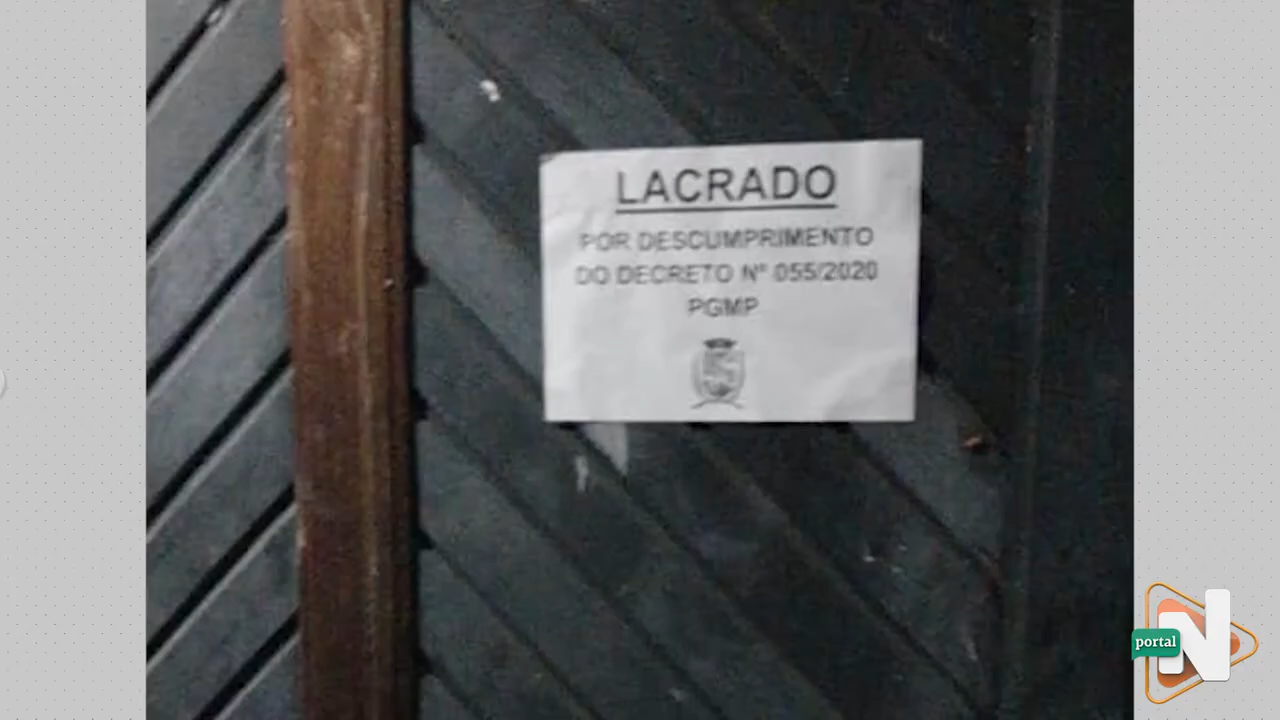 LACRADO
POR DESCUMPRIMENTO
DO DECRETO Nº 055/2020
PGMP
portal
N